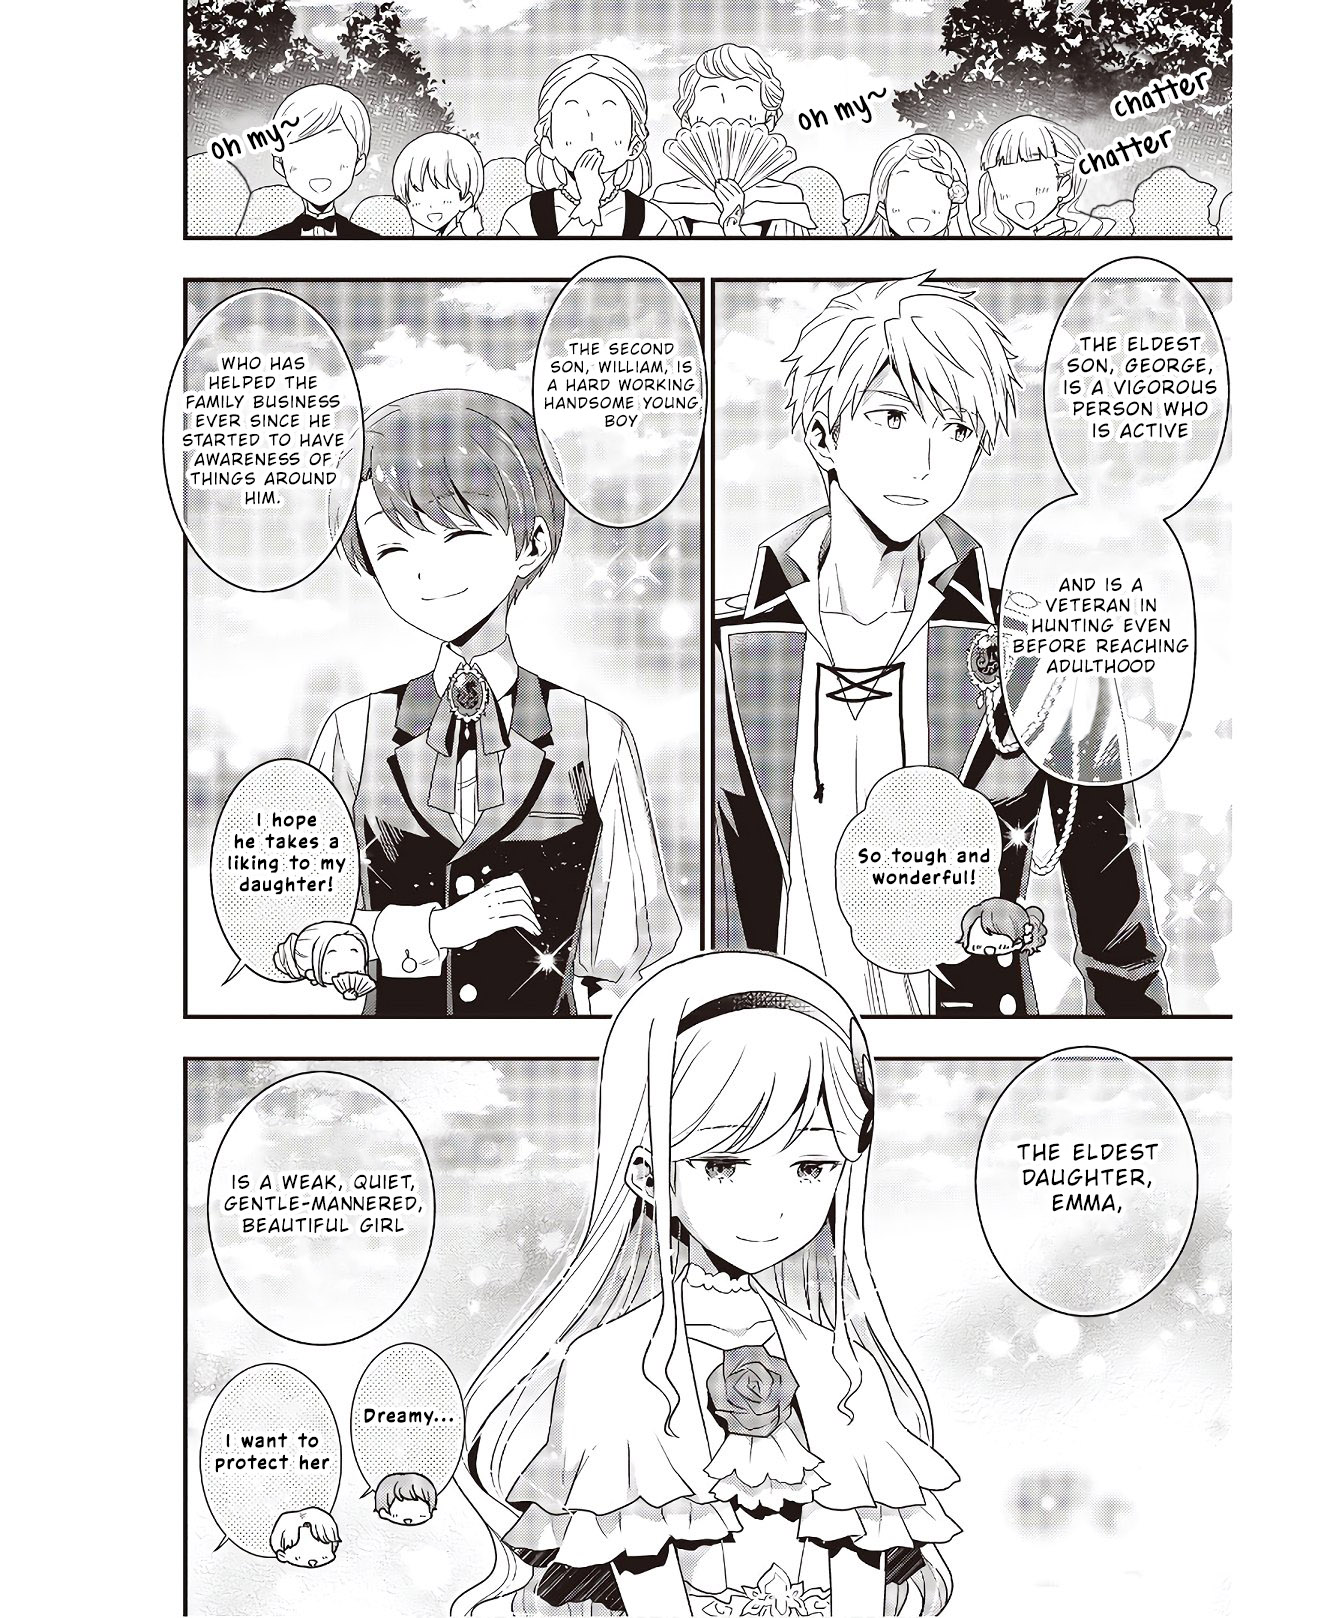 chatter
chatter
oh my~
oh my~
THE ELDEST
SON, GEORGE,
IS A VIGOROUS
PERSON WHO
IS ACTIVE
AND IS A
VETERAN IN
HUNTING EVEN
BEFORE REACHING
ADULTHOOD
So tough and
wonderful!
THE SECOND
SON, WILLIAM, IS
A HARD WORKING
HANDSOME YOUNG
BOY
WHO HAS
HELPED THE
FAMILY BUSINESS
EVER SINCE HE
STARTED TO HAVE
AWARENESS OF
THINGS AROUND
HIM.
I hope
he takes a
liking to my
daughter!
THE ELDEST
DAUGHTER,
EMMA,
IS A WEAK, QUIET,
GENTLE-MANNERED,
BEAUTIFUL GIRL
Dreamy...
I want to
protect her